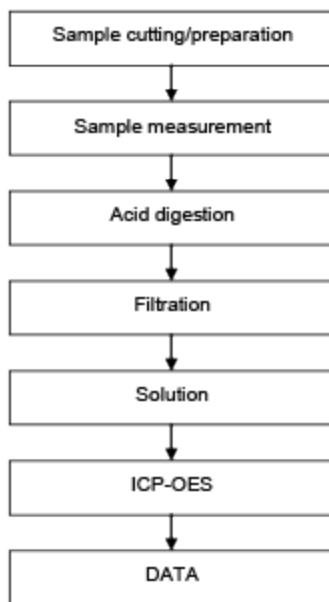 Sample cutting/preparation
Sample measurement
Acid digestion
Filtration
Solution
ICP-OES
DATA